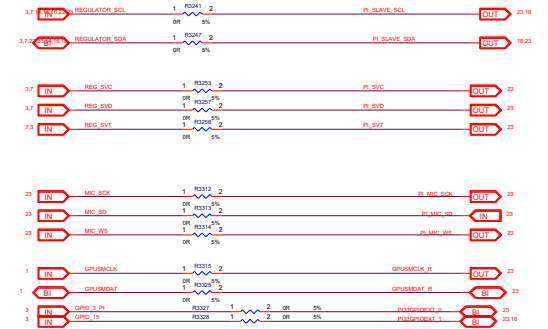 IN REGULATOR_SCL 1 R3241 2 0R 5% PI_SLAVE_SCL OUT 23,18
BI REGULATOR_SDA 1 R3247 2 0R 5% PI_SLAVE_SDA OUT 18,23
3,7 IN REG_SVC 1 R3253 2 0R 5% PI_SVC OUT 23
3,7 IN REG_SVD 1 R3257 2 0R 5% PI_SVD OUT 23
7,3 IN REG_SVT 1 R3258 2 0R 5% PI_SVT OUT 23
23 IN MIC_SCK 1 R3312 2 0R 5% PI_MIC_SCK OUT 23
23 IN MIC_SD 1 R3313 2 0R 5% PI_MIC_SD IN 23
23 IN MIC_WS 1 R3314 2 0R 5% PI_MIC_WS OUT 23
1 IN GPUSMCLK 1 R3315 2 0R 5% GPUSMCLK_R OUT 23
1 BI GPUSMDAT 1 R3325 2 0R 5% GPUSMDAT_R BI 23
3 IN GPIO_3_PI R3327 1 2 0R 5% PI33GPIOEXT_0 BI 23
3 IN GPIO_15 R3328 1 2 0R 5% PI33GPIOEXT_1 BI 23,18